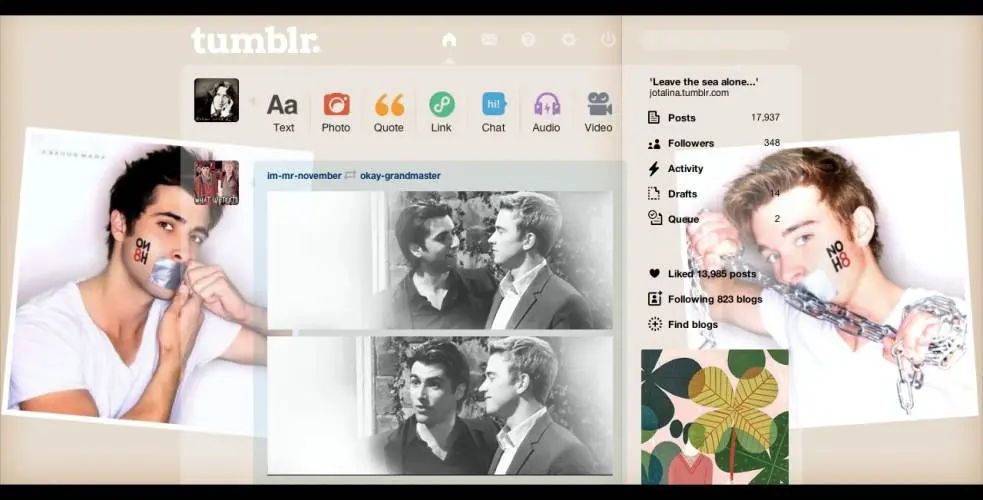 tumblr.
Aa
hi!
Text
Photo
Quote
Link
Chat
Audio
Video
'Leave the sea alone...'
jotalina.tumblr.com
Posts 17,937
Followers 348
Activity
Drafts 14
Queue 2
Liked 13,985 posts
Following 823 blogs
Find blogs
im-mr-november okay-grandmaster
NO
H8
NO
H8